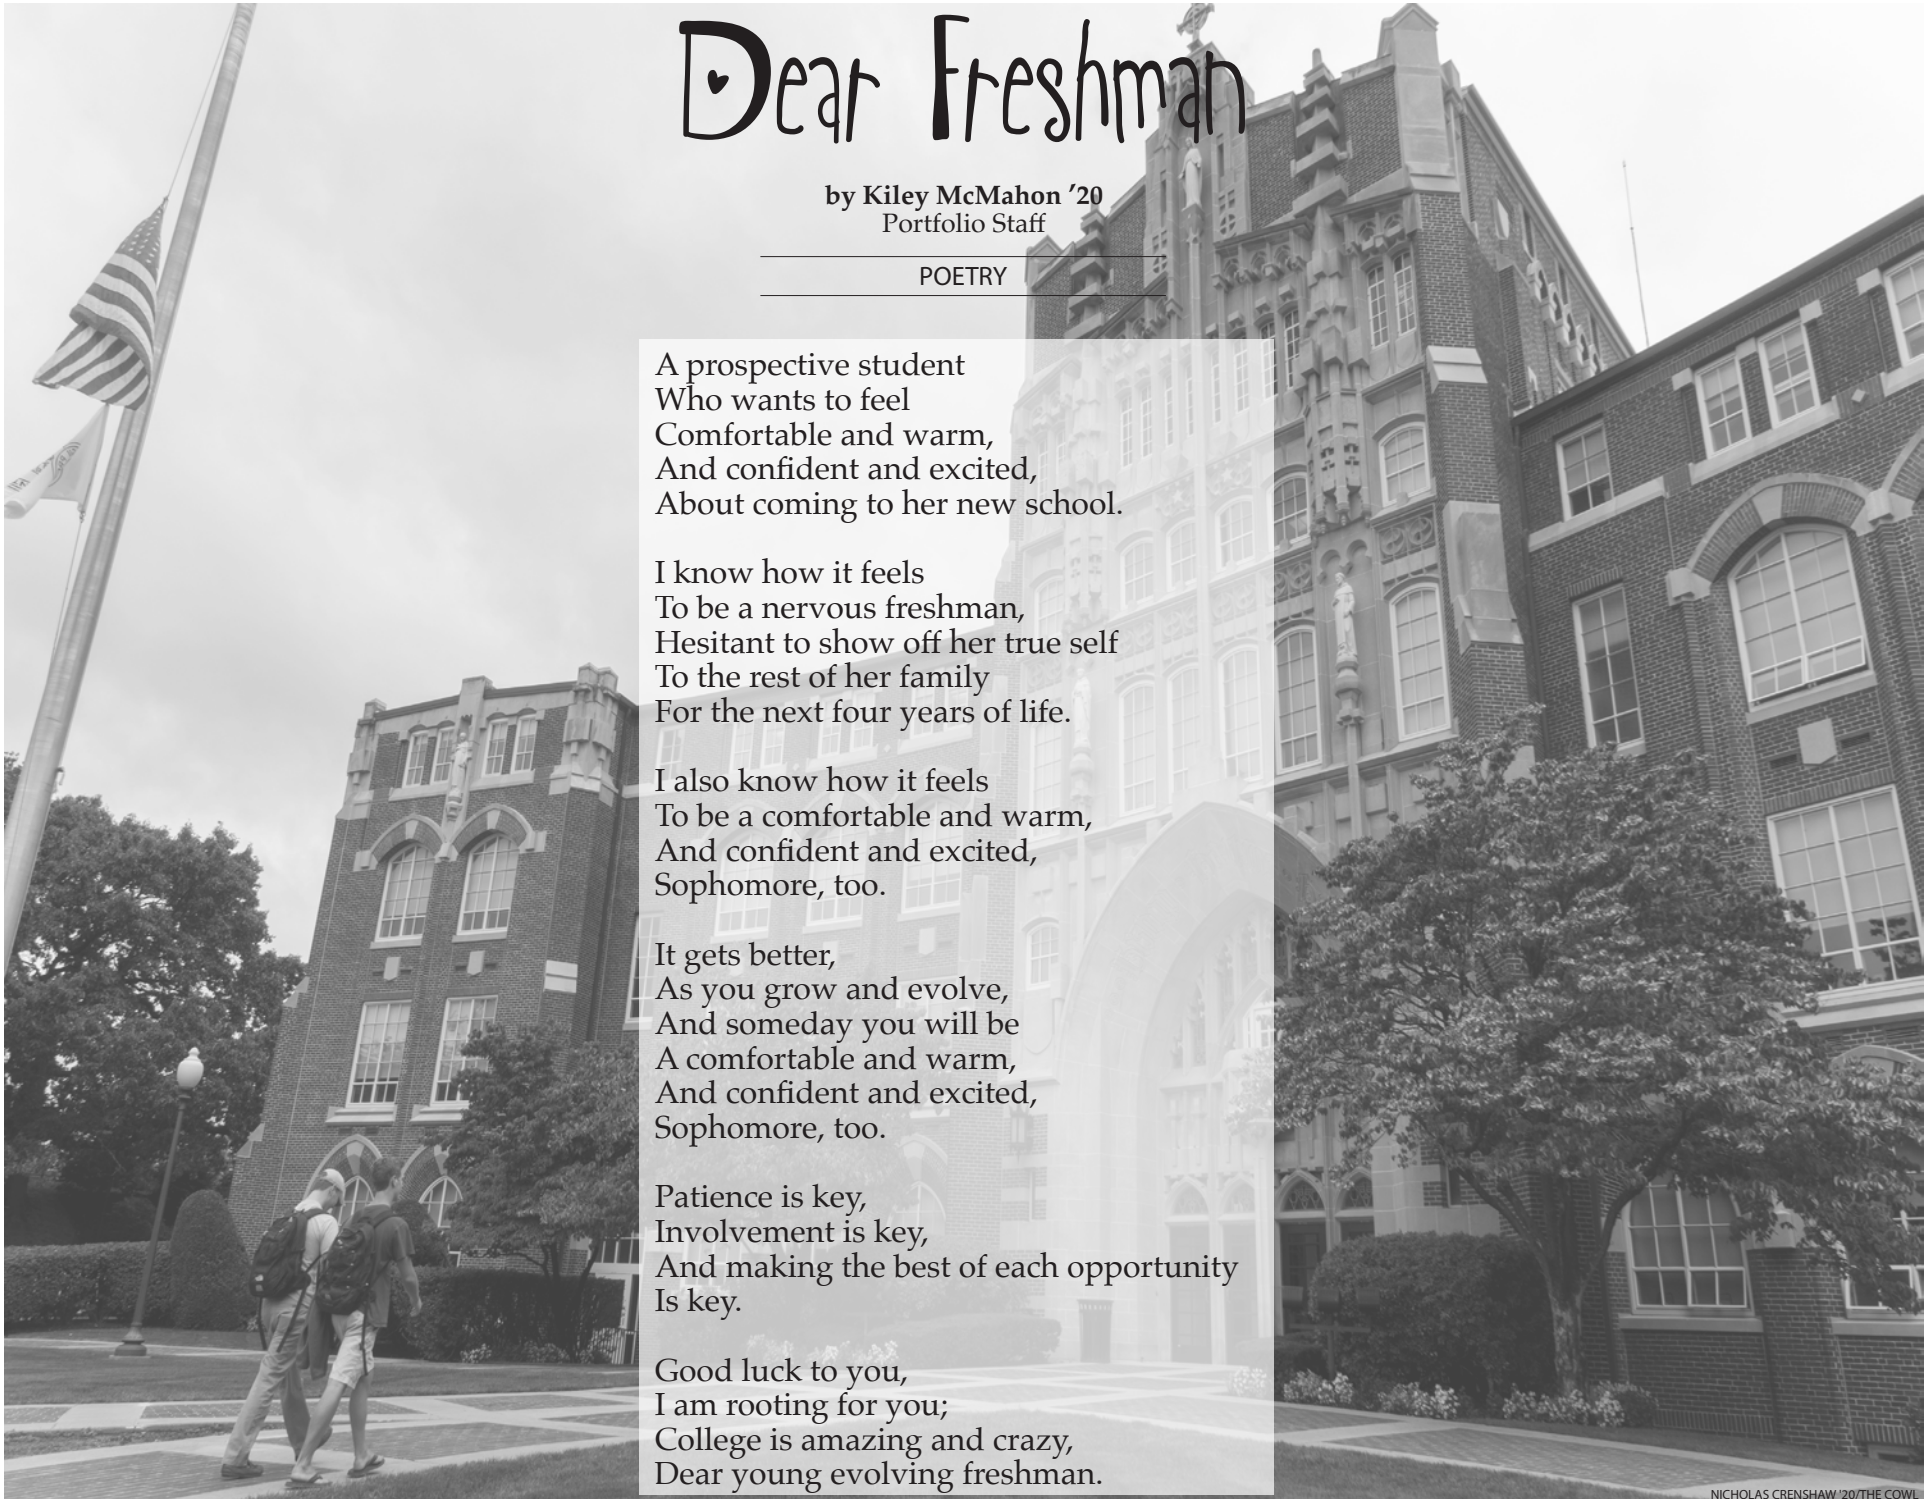 Dear Freshman
by Kiley McMahon ’20
Portfolio Staff
POETRY
A prospective student
Who wants to feel
Comfortable and warm,
And confident and excited,
About coming to her new school.
I know how it feels
To be a nervous freshman,
Hesitant to show off her true self
To the rest of her family
For the next four years of life.
I also know how it feels
To be a comfortable and warm,
And confident and excited,
Sophomore, too.
It gets better,
As you grow and evolve,
And someday you will be
A comfortable and warm,
And confident and excited,
Sophomore, too.
Patience is key,
Involvement is key,
And making the best of each opportunity
Is key.
Good luck to you,
I am rooting for you;
College is amazing and crazy,
Dear young evolving freshman.
NICHOLAS CRENSHAW ’20/THE COWL